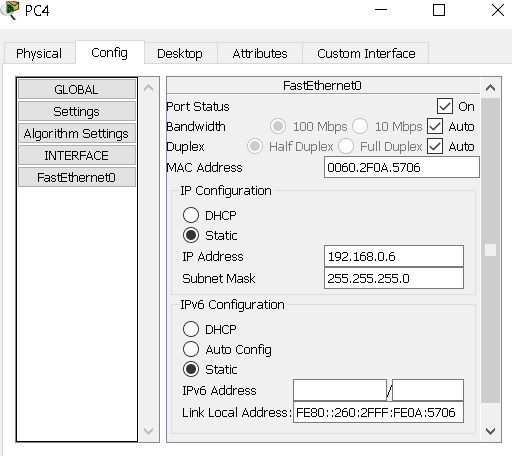 PC4
Physical Config Desktop Attributes Custom Interface
GLOBAL
Settings
Algorithm Settings
INTERFACE
FastEthernet0
FastEthernet0
Port Status On
Bandwidth 100 Mbps 10 Mbps Auto
Duplex Half Duplex Full Duplex Auto
MAC Address 0060.2F0A.5706
IP Configuration
DHCP
Static
IP Address 192.168.0.6
Subnet Mask 255.255.255.0
IPv6 Configuration
DHCP
Auto Config
Static
IPv6 Address /
Link Local Address: FE80::260:2FFF:FE0A:5706